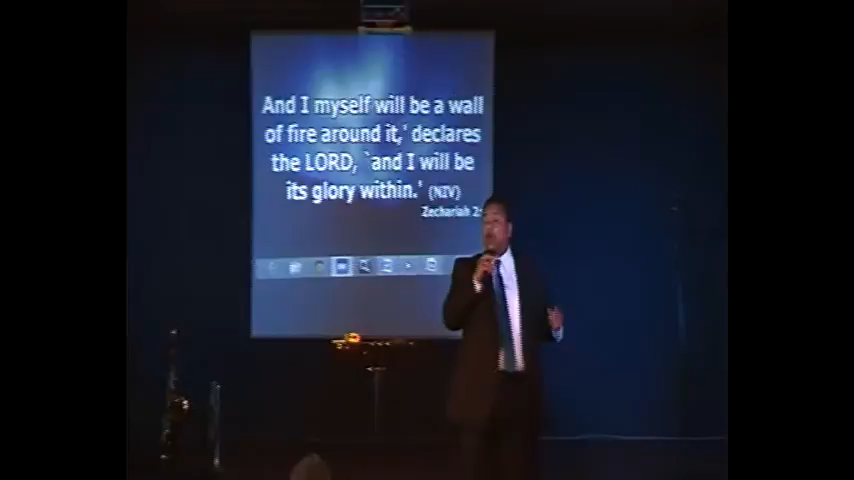 And I myself will be a wall
of fire around it,' declares
the LORD, `and I will be
its glory within.' (NIV)
Zechariah 2: